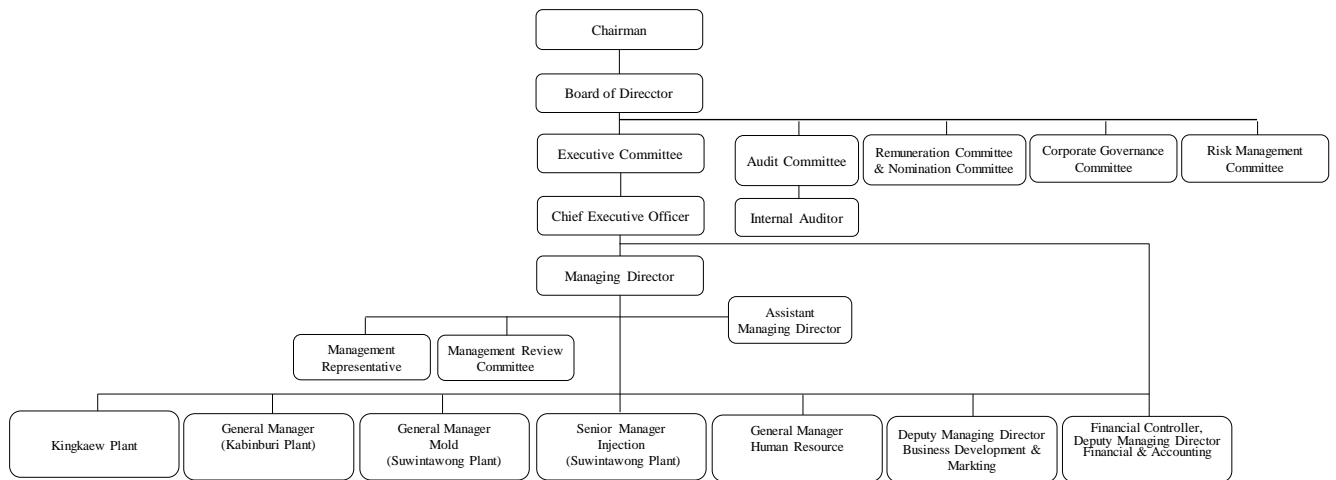 Chairman
Board of Direcctor
Executive Committee
Audit Committee
Remuneration Committee
& Nomination Committee
Corporate Governance
Committee
Risk Management
Committee
Chief Executive Officer
Internal Auditor
Managing Director
Assistant
Managing Director
Management
Representative
Management Review
Committee
Kingkaew Plant
General Manager
(Kabinburi Plant)
General Manager
Mold
(Suwintawong Plant)
Senior Manager
Injection
(Suwintawong Plant)
General Manager
Human Resource
Deputy Managing Director
Business Development &
Markting
Financial Controller,
Deputy Managing Director
Financial & Accounting